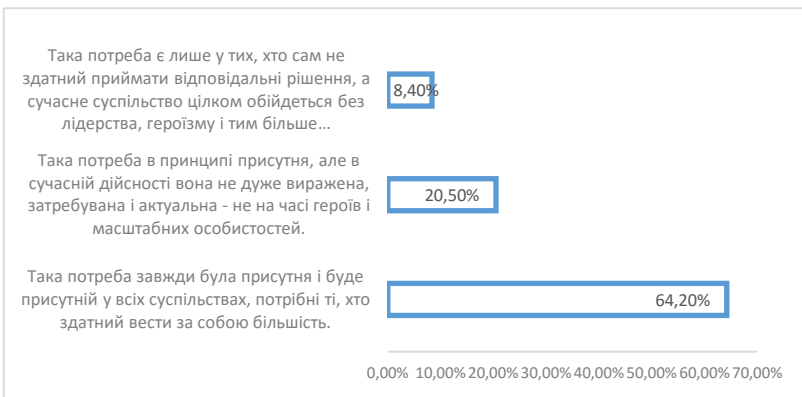 Така потреба є лише у тих, хто сам не
здатний приймати відповідальні рішення, а
сучасне суспільство цілком обійдеться без
лідерства, героїзму і тим більше…
8,40%
Така потреба в принципі присутня, але в
сучасній дійсності вона не дуже виражена,
затребувана і актуальна - не на часі героїв і
масштабних особистостей.
20,50%
Така потреба завжди була присутня і буде
присутній у всіх суспільствах, потрібні ті, хто
здатний вести за собою більшість.
64,20%
0,00% 10,00% 20,00% 30,00% 40,00% 50,00% 60,00% 70,00%